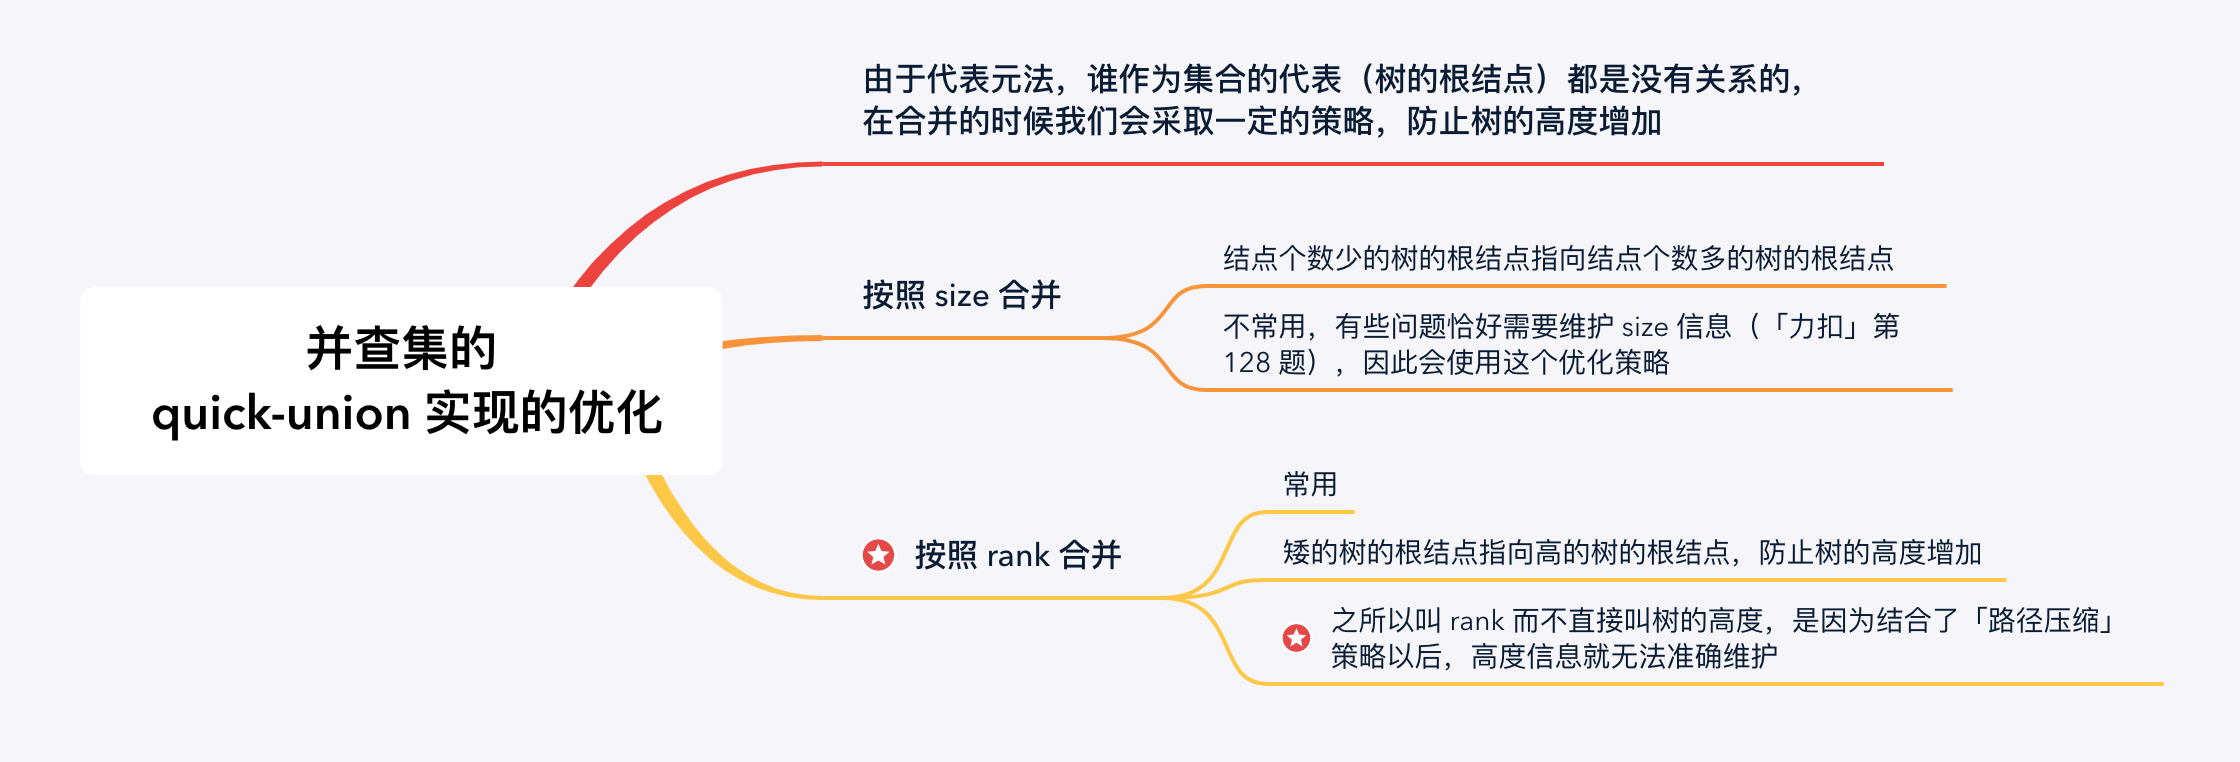 并查集的
quick-union 实现的优化
由于代表元法，谁作为集合的代表（树的根结点）都是没有关系的，
在合并的时候我们会采取一定的策略，防止树的高度增加
按照 size 合并
结点个数少的树的根结点指向结点个数多的树的根结点
不常用，有些问题恰好需要维护 size 信息（「力扣」第
128 题），因此会使用这个优化策略
按照 rank 合并
常用
矮的树的根结点指向高的树的根结点，防止树的高度增加
之所以叫 rank 而不直接叫树的高度，是因为结合了「路径压缩」
策略以后，高度信息就无法准确维护